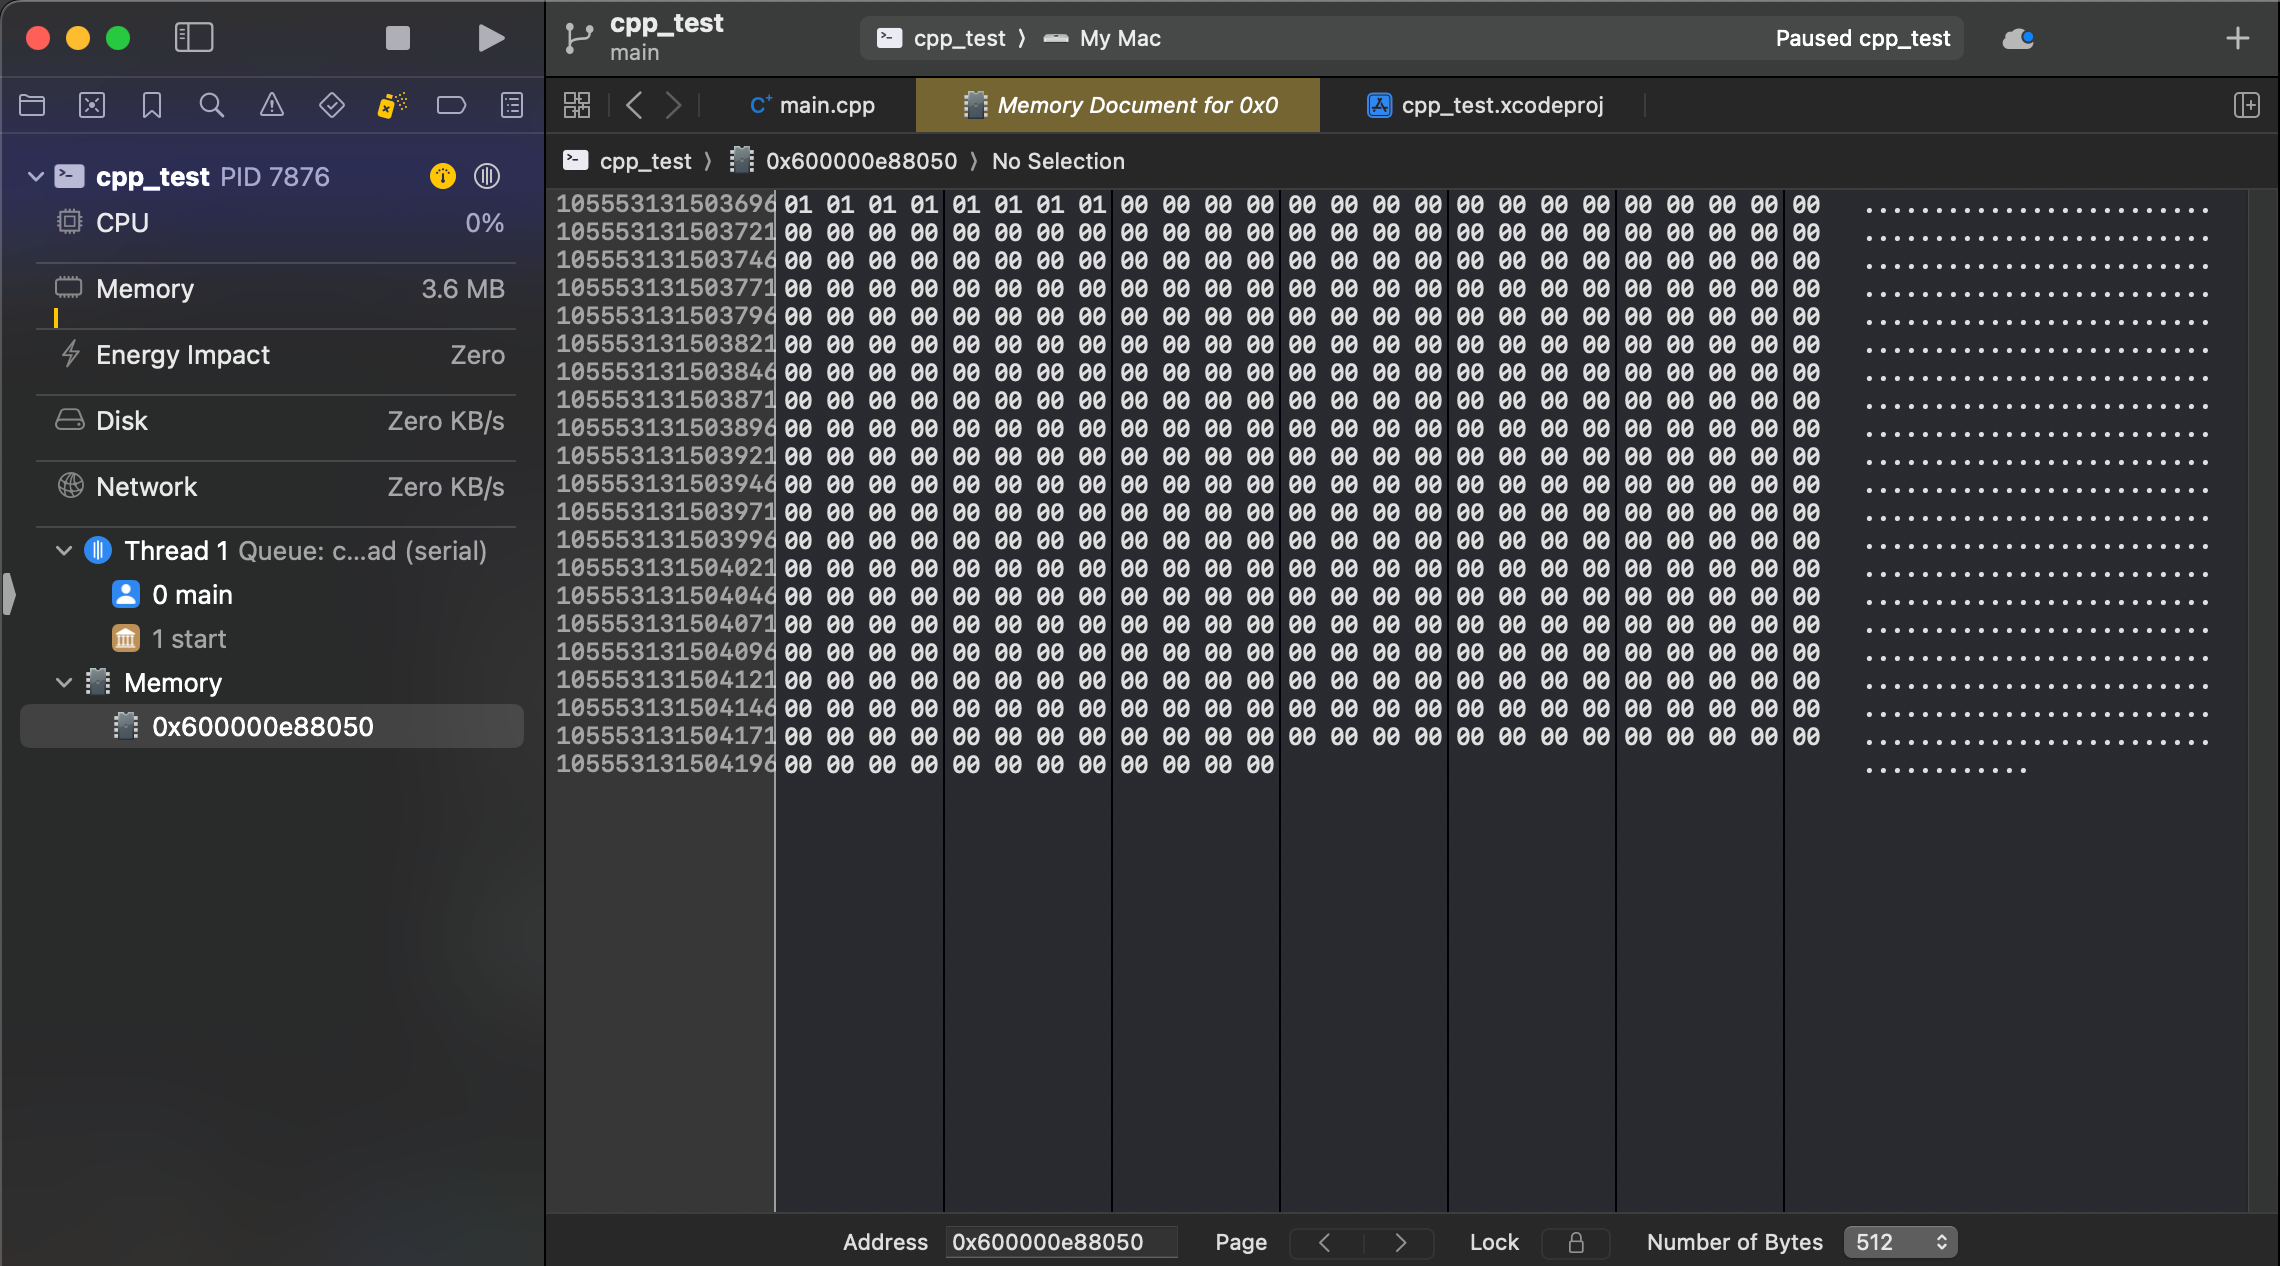 cpp_test
main
cpp_test 〉 My Mac
Paused cpp_test
main.cpp
Memory Document for 0x0
cpp_test.xcodeproj
cpp_test 〉 0x600000e88050 〉 No Selection
cpp_test PID 7876
CPU 0%
Memory 3.6 MB
Energy Impact Zero
Disk Zero KB/s
Network Zero KB/s
Thread 1 Queue: c...ad (serial)
0 main
1 start
Memory
0x600000e88050
105553131503696 01 01 01 01 01 01 01 01 00 00 00 00 00 00 00 00 00 00 00 00 00 00 00 00 00 .........................
105553131503721 00 00 00 00 00 00 00 00 00 00 00 00 00 00 00 00 00 00 00 00 00 00 00 00 00 .........................
105553131503746 00 00 00 00 00 00 00 00 00 00 00 00 00 00 00 00 00 00 00 00 00 00 00 00 00 .........................
105553131503771 00 00 00 00 00 00 00 00 00 00 00 00 00 00 00 00 00 00 00 00 00 00 00 00 00 .........................
105553131503796 00 00 00 00 00 00 00 00 00 00 00 00 00 00 00 00 00 00 00 00 00 00 00 00 00 .........................
105553131503821 00 00 00 00 00 00 00 00 00 00 00 00 00 00 00 00 00 00 00 00 00 00 00 00 00 .........................
105553131503846 00 00 00 00 00 00 00 00 00 00 00 00 00 00 00 00 00 00 00 00 00 00 00 00 00 .........................
105553131503871 00 00 00 00 00 00 00 00 00 00 00 00 00 00 00 00 00 00 00 00 00 00 00 00 00 .........................
105553131503896 00 00 00 00 00 00 00 00 00 00 00 00 00 00 00 00 00 00 00 00 00 00 00 00 00 .........................
105553131503921 00 00 00 00 00 00 00 00 00 00 00 00 00 00 00 00 00 00 00 00 00 00 00 00 00 .........................
105553131503946 00 00 00 00 00 00 00 00 00 00 00 00 00 00 00 00 00 00 00 00 00 00 00 00 00 .........................
105553131503971 00 00 00 00 00 00 00 00 00 00 00 00 00 00 00 00 00 00 00 00 00 00 00 00 00 .........................
105553131503996 00 00 00 00 00 00 00 00 00 00 00 00 00 00 00 00 00 00 00 00 00 00 00 00 00 .........................
105553131504021 00 00 00 00 00 00 00 00 00 00 00 00 00 00 00 00 00 00 00 00 00 00 00 00 00 .........................
105553131504046 00 00 00 00 00 00 00 00 00 00 00 00 00 00 00 00 00 00 00 00 00 00 00 00 00 .........................
105553131504071 00 00 00 00 00 00 00 00 00 00 00 00 00 00 00 00 00 00 00 00 00 00 00 00 00 .........................
105553131504096 00 00 00 00 00 00 00 00 00 00 00 00 00 00 00 00 00 00 00 00 00 00 00 00 00 .........................
105553131504121 00 00 00 00 00 00 00 00 00 00 00 00 00 00 00 00 00 00 00 00 00 00 00 00 00 .........................
105553131504146 00 00 00 00 00 00 00 00 00 00 00 00 00 00 00 00 00 00 00 00 00 00 00 00 00 .........................
105553131504171 00 00 00 00 00 00 00 00 00 00 00 00 00 00 00 00 00 00 00 00 00 00 00 00 00 .........................
105553131504196 00 00 00 00 00 00 00 00 00 00 00 00 ............
Address 0x600000e88050 Page Lock Number of Bytes 512